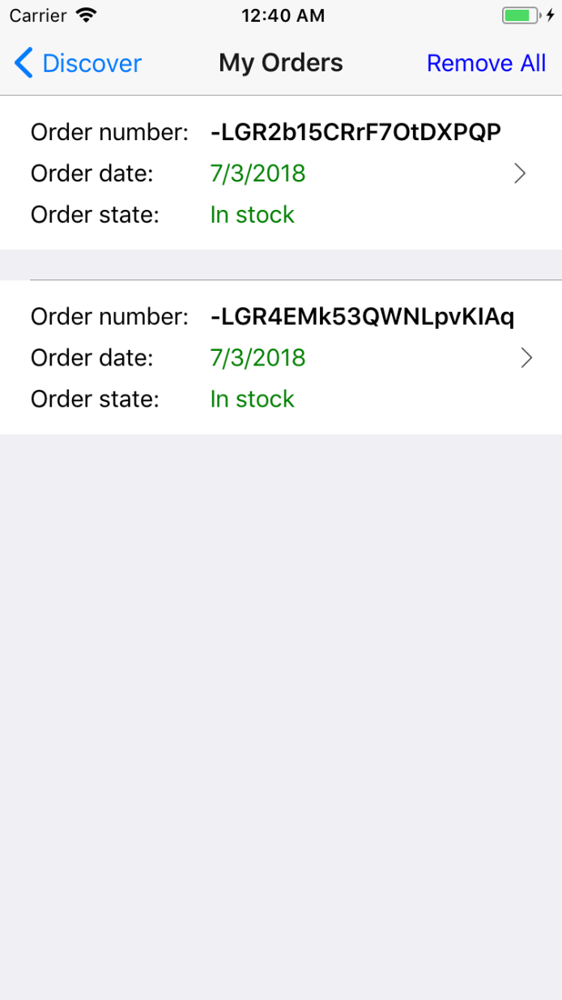 Carrier 12:40 AM
Discover My Orders Remove All
Order number: -LGR2b15CRrF7OtDXPQP
Order date: 7/3/2018
Order state: In stock
Order number: -LGR4EMk53QWNLpvKIAq
Order date: 7/3/2018
Order state: In stock